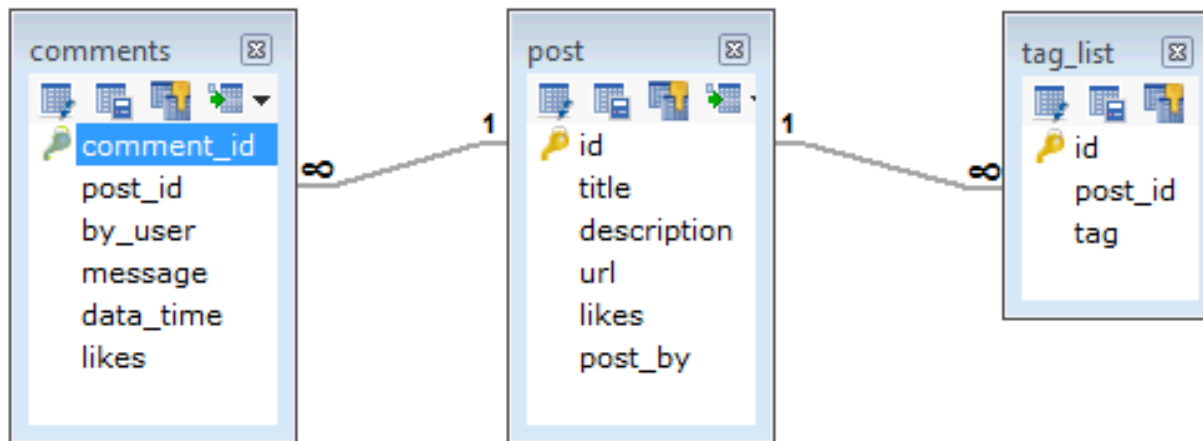 comments
comment_id
post_id
by_user
message
data_time
likes
∞
1
post
id
title
description
url
likes
post_by
1
∞
tag_list
id
post_id
tag